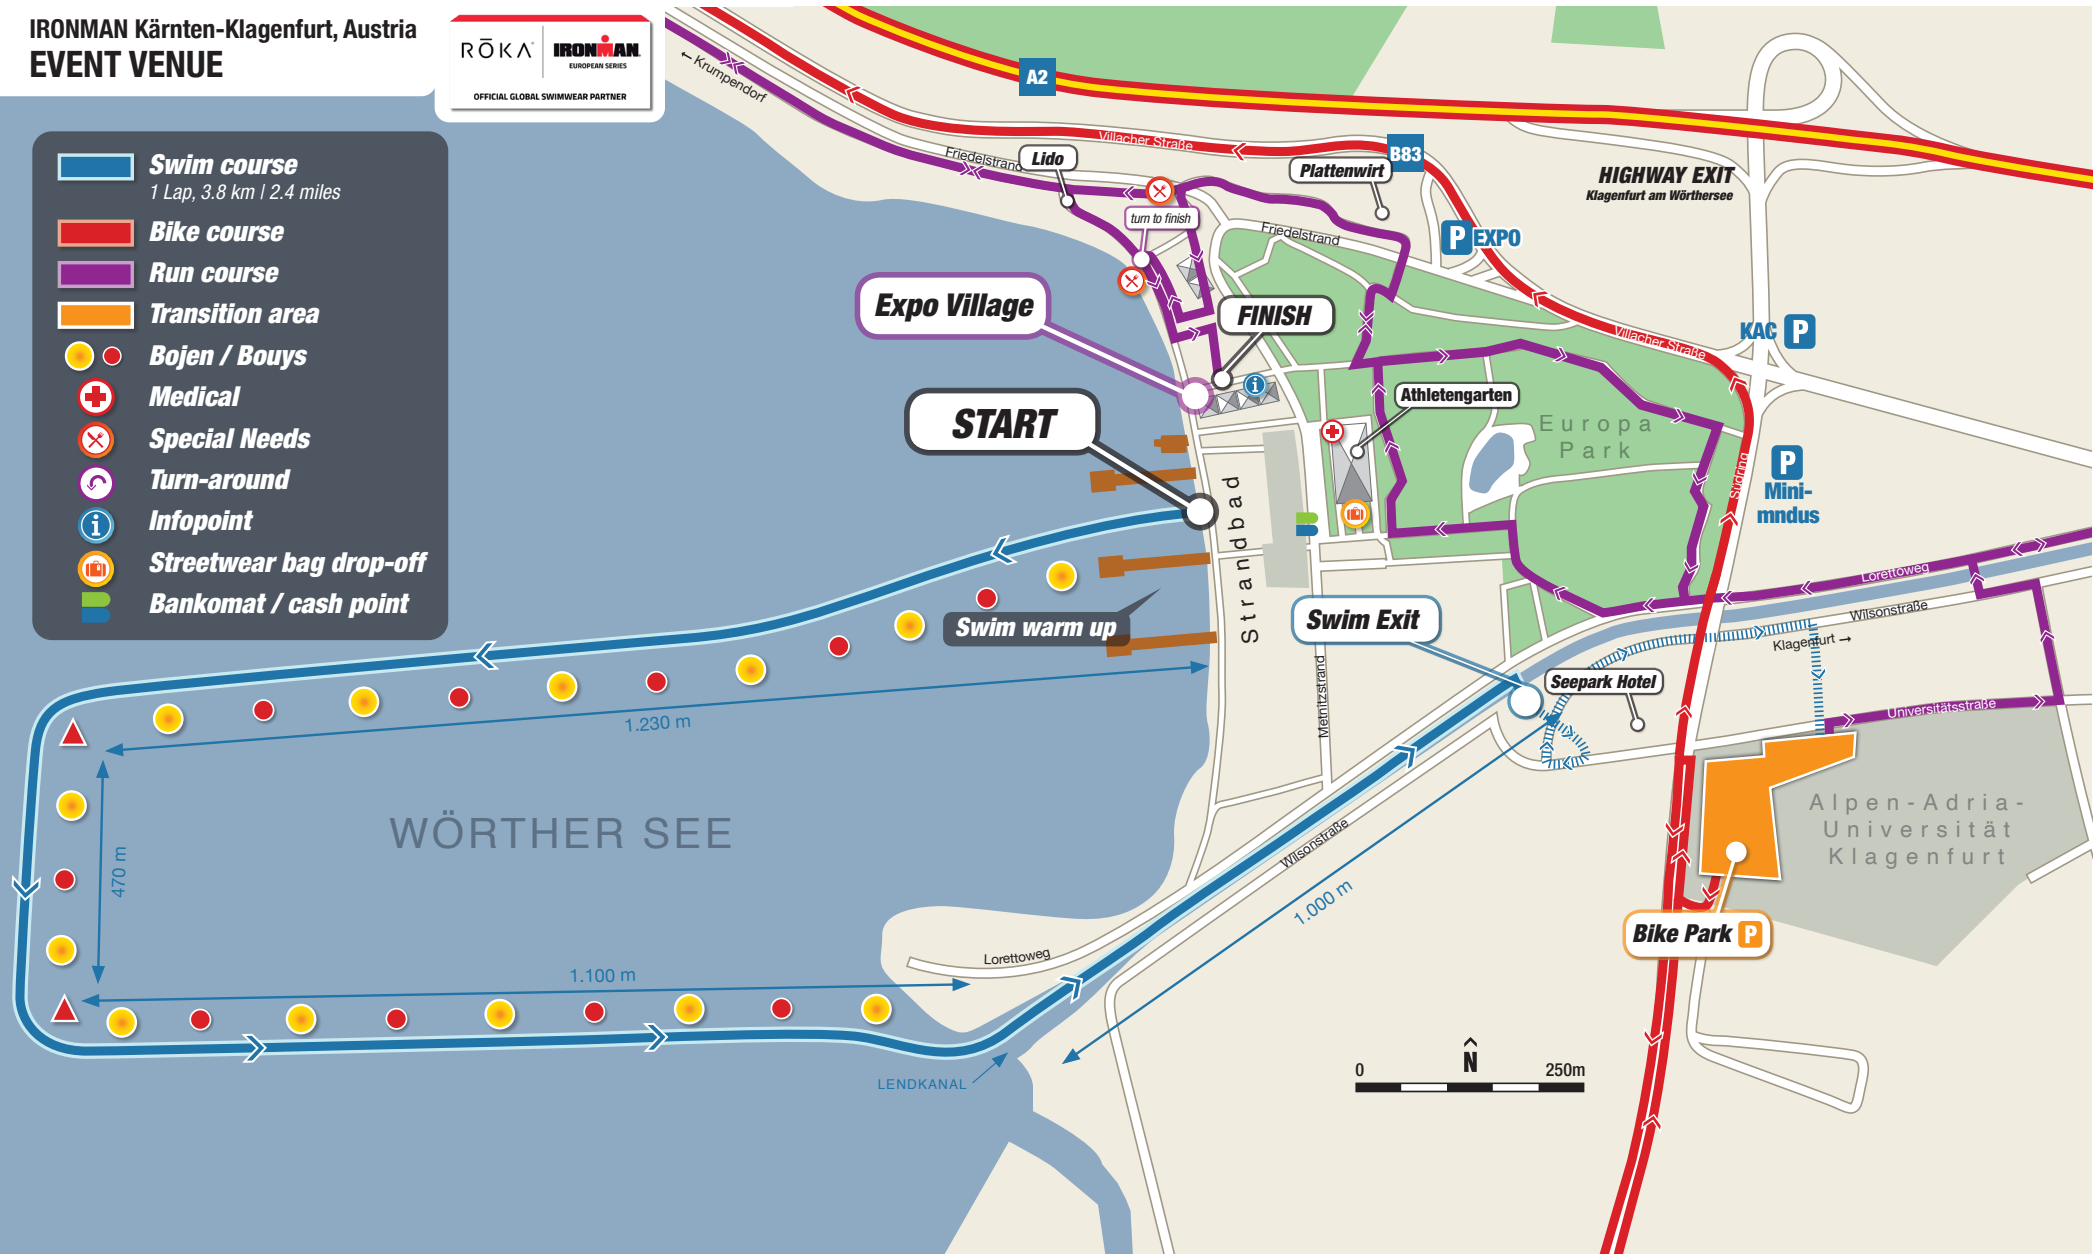 IRONMAN Kärnten-Klagenfurt, Austria
EVENT VENUE
RŌKA
IRONMAN
EUROPEAN SERIES
OFFICIAL GLOBAL SWIMWEAR PARTNER
Swim course
1 Lap, 3.8 km | 2.4 miles
Bike course
Run course
Transition area
Bojen / Bouys
Medical
Special Needs
Turn-around
Infopoint
Streetwear bag drop-off
Bankomat / cash point
← Krumpendorf
A2
Villacher Straße
B83
Friedelstrand
Lido
Plattenwirt
HIGHWAY EXIT
Klagenfurt am Wörthersee
turn to finish
Friedelstrand
P EXPO
Expo Village
FINISH
KAC P
Villacher Straße
START
Athletengarten
Europa
Park
P
Mini-
mndus
Südring
Strandbad
Lorettoweg
Wilsonstraße
Klagenfurt →
Swim warm up
Swim Exit
Seepark Hotel
Metnitzstrand
Universitätsstraße
1.230 m
470 m
WÖRTHER SEE
Alpen-Adria-
Universität
Klagenfurt
Wilsonstraße
1.000 m
Bike Park P
Lorettoweg
1.100 m
LENDKANAL
N
0 250m